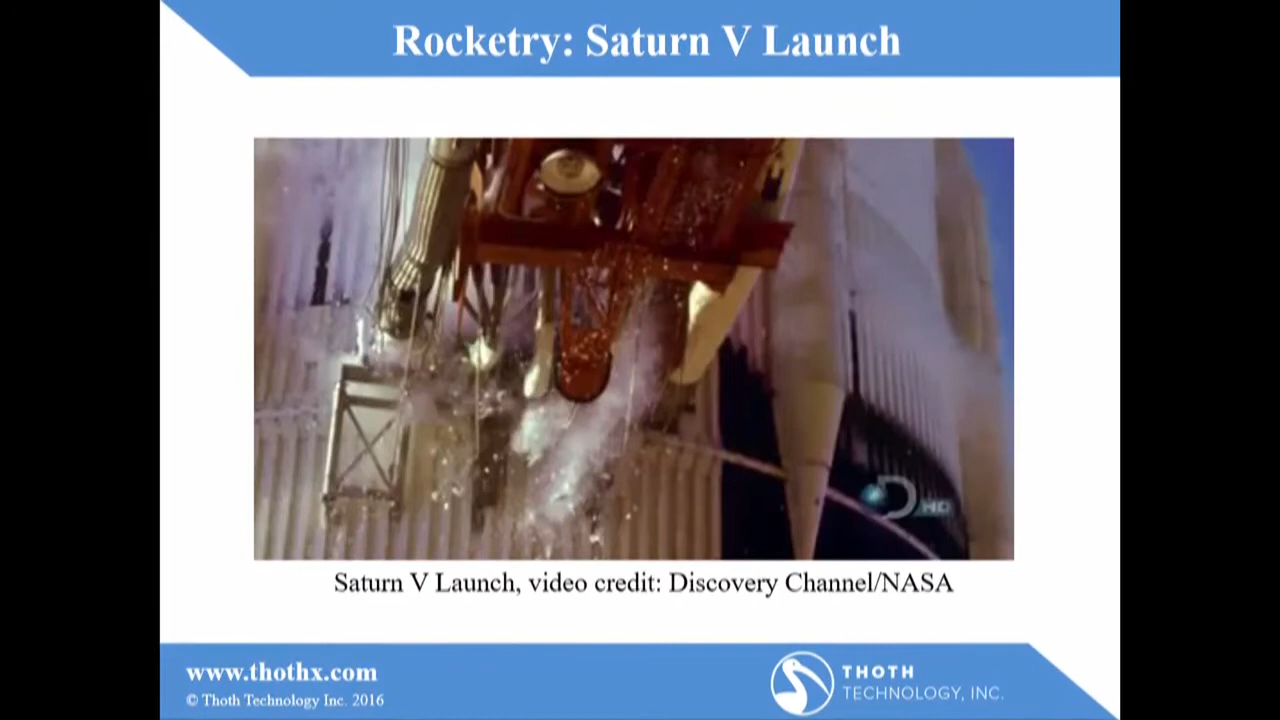 Rocketry: Saturn V Launch
D HD
Saturn V Launch, video credit: Discovery Channel/NASA
www.thothx.com
© Thoth Technology Inc. 2016
THOTH
TECHNOLOGY, INC.